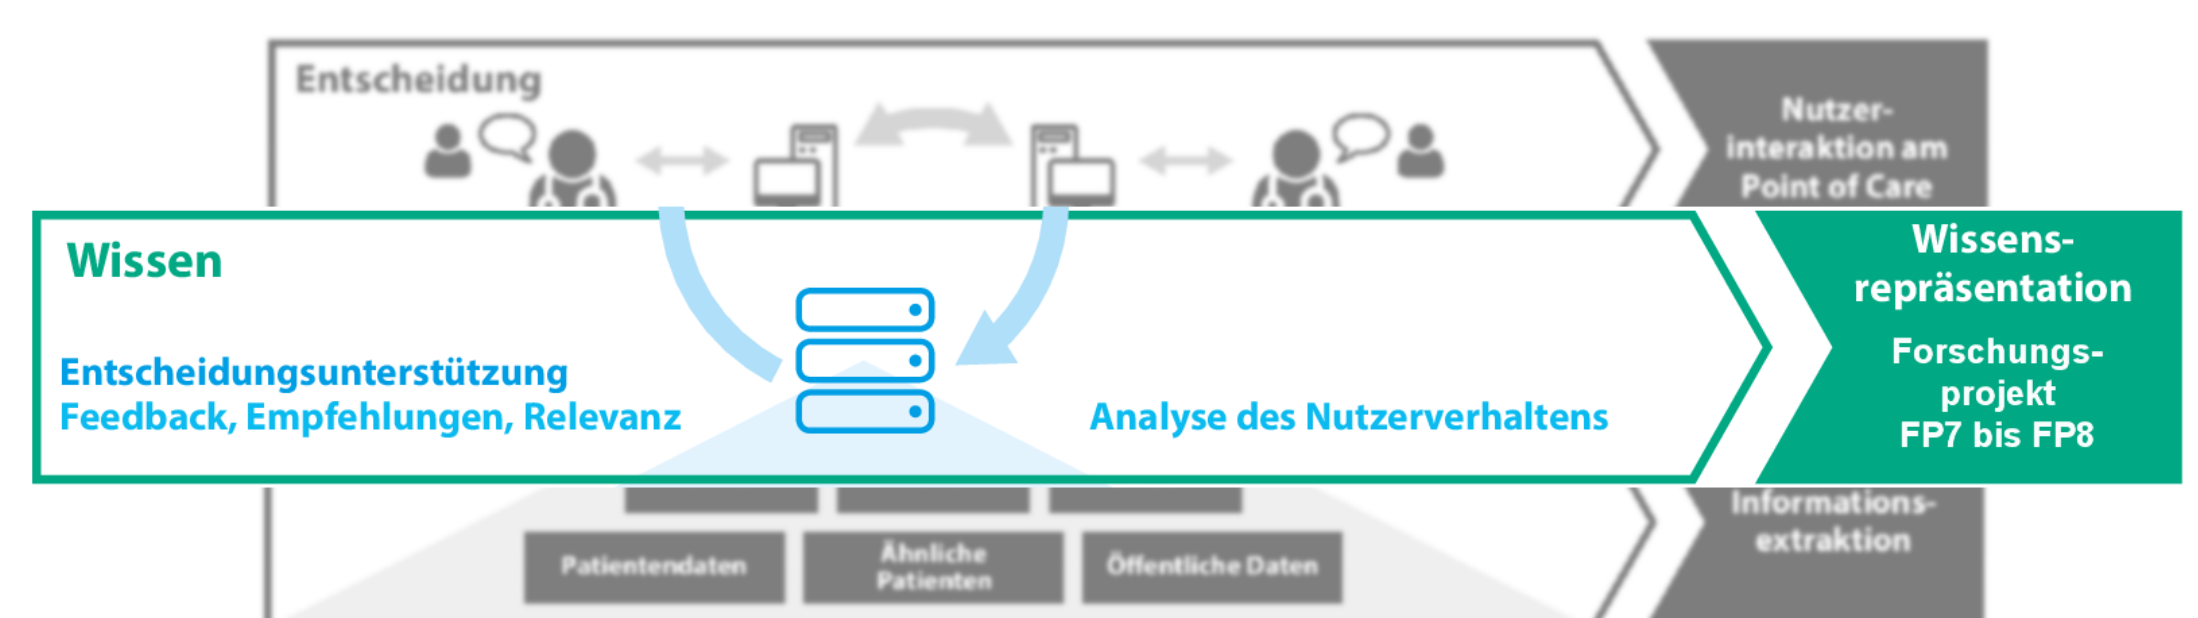 Entscheidung
Nutzer-
interaktion am
Point of Care
Wissen
Entscheidungsunterstützung
Feedback, Empfehlungen, Relevanz
Analyse des Nutzerverhaltens
Wissens-
repräsentation
Forschungs-
projekt
FP7 bis FP8
Informations-
extraktion
Patientendaten
Ähnliche
Patienten
Öffentliche Daten